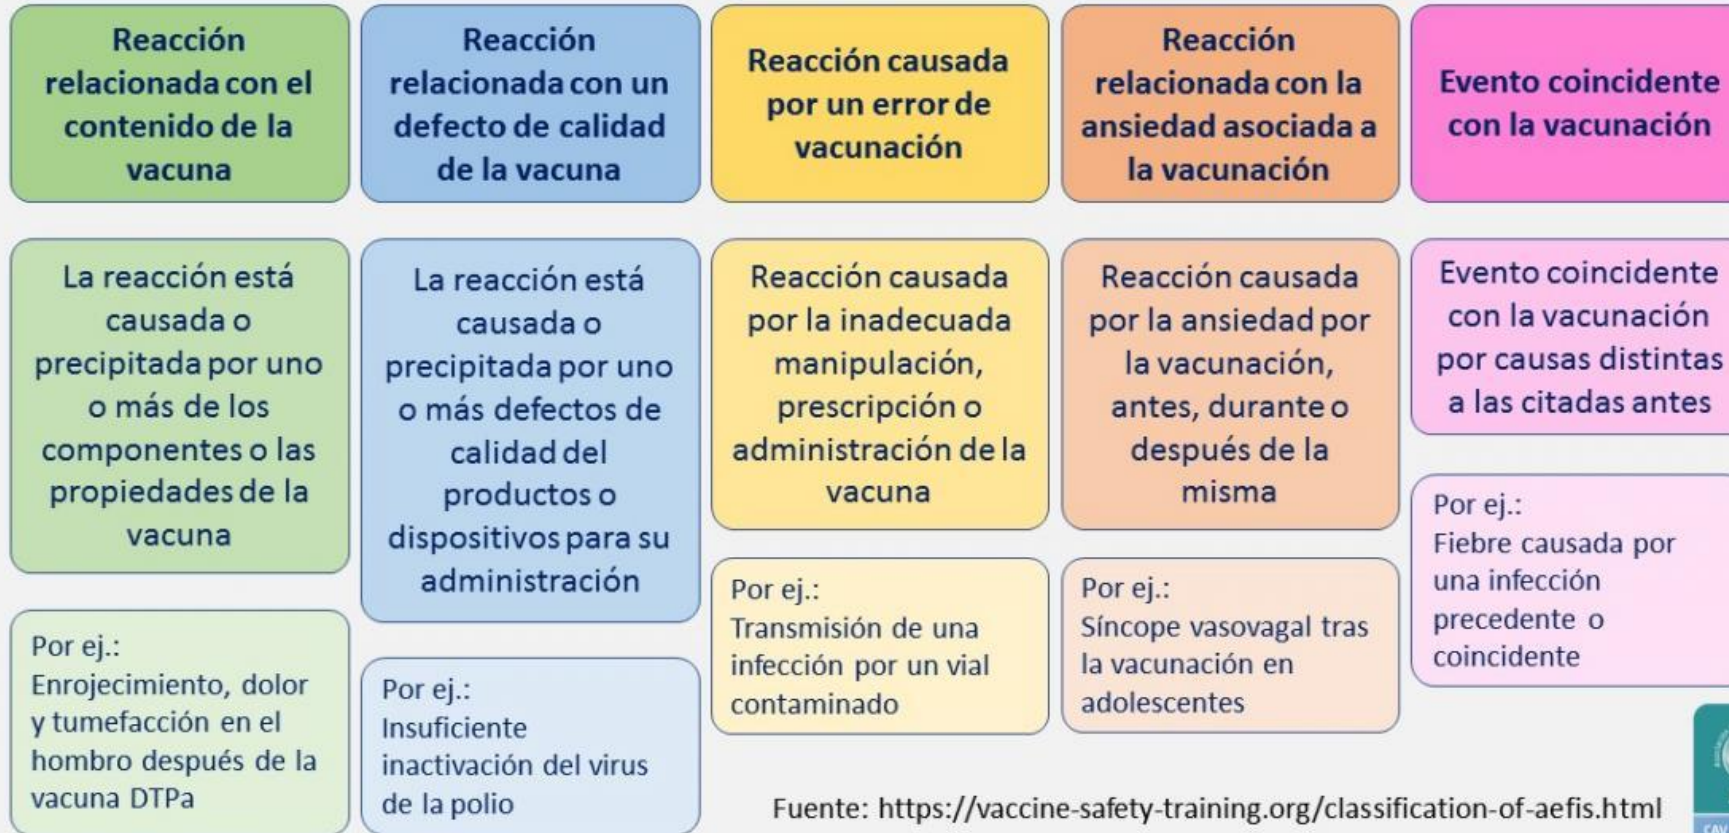 Reacción
relacionada con el
contenido de la
vacuna
Reacción
relacionada con un
defecto de calidad
de la vacuna
Reacción causada
por un error de
vacunación
Reacción
relacionada con la
ansiedad asociada a
la vacunación
Evento coincidente
con la vacunación
La reacción está
causada o
precipitada por uno
o más de los
componentes o las
propiedades de la
vacuna
La reacción está
causada o
precipitada por uno
o más defectos de
calidad del
productos o
dispositivos para su
administración
Reacción causada
por la inadecuada
manipulación,
prescripción o
administración de la
vacuna
Reacción causada
por la ansiedad por
la vacunación,
antes, durante o
después de la
misma
Evento coincidente
con la vacunación
por causas distintas
a las citadas antes
Por ej.:
Enrojecimiento, dolor
y tumefacción en el
hombro después de la
vacuna DTPa
Por ej.:
Insuficiente
inactivación del virus
de la polio
Por ej.:
Transmisión de una
infección por un vial
contaminado
Por ej.:
Síncope vasovagal tras
la vacunación en
adolescentes
Por ej.:
Fiebre causada por
una infección
precedente o
coincidente
Fuente: https://vaccine-safety-training.org/classification-of-aefis.html